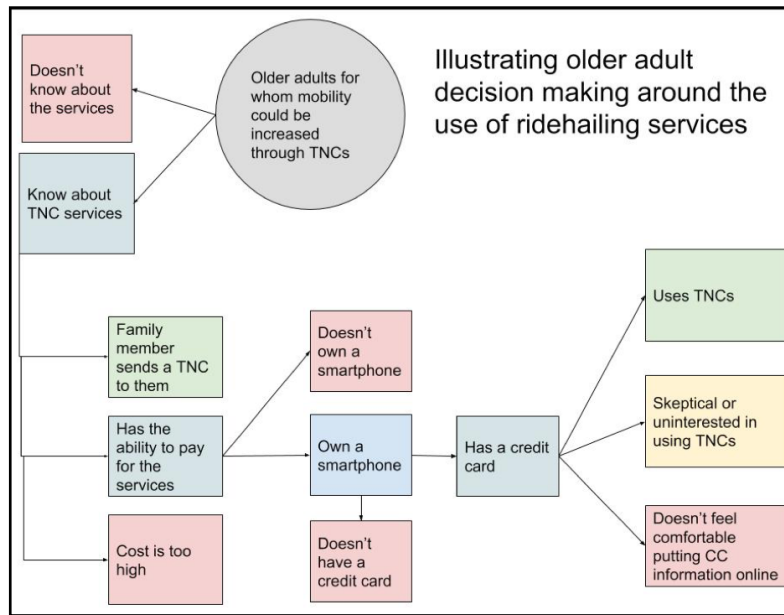 Illustrating older adult
decision making around the
use of ridehailing services
Older adults for
whom mobility
could be
increased
through TNCs
Doesn't
know about
the services
Know about
TNC services
Family
member
sends a TNC
to them
Has the
ability to pay
for the
services
Cost is too
high
Doesn't
own a
smartphone
Own a
smartphone
Doesn't
have a
credit card
Has a credit
card
Uses TNCs
Skeptical or
uninterested in
using TNCs
Doesn't feel
comfortable
putting CC
information online